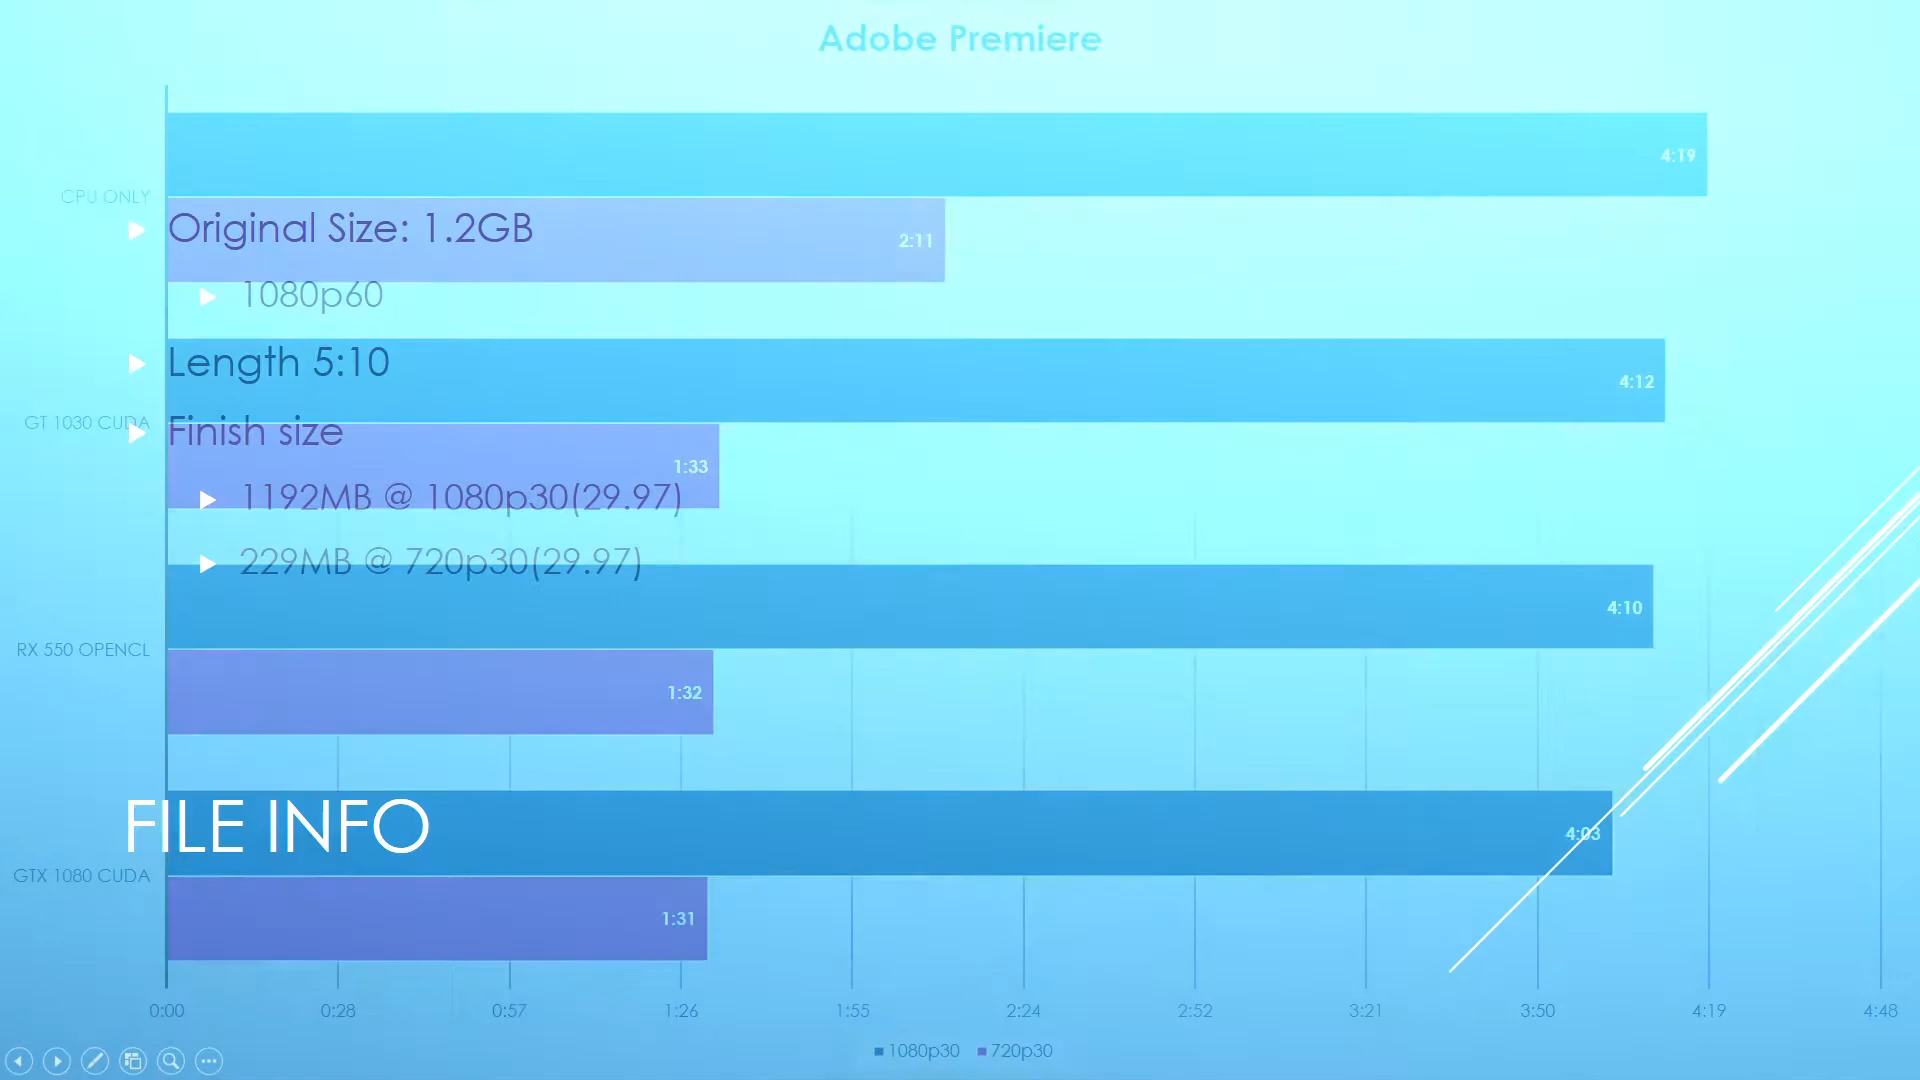 Adobe Premiere
4:19
CPU ONLY
Original Size: 1.2GB
2:11
1080p60
Length 5:10
4:12
GT 1030 CUDA
Finish size
1:33
1192MB @ 1080p30(29.97)
229MB @ 720p30(29.97)
4:10
RX 550 OPENCL
1:32
FILE INFO
4:03
GTX 1080 CUDA
1:31
0:00 0:28 0:57 1:26 1:55 2:24 2:52 3:21 3:50 4:19 4:48
1080p30 720p30